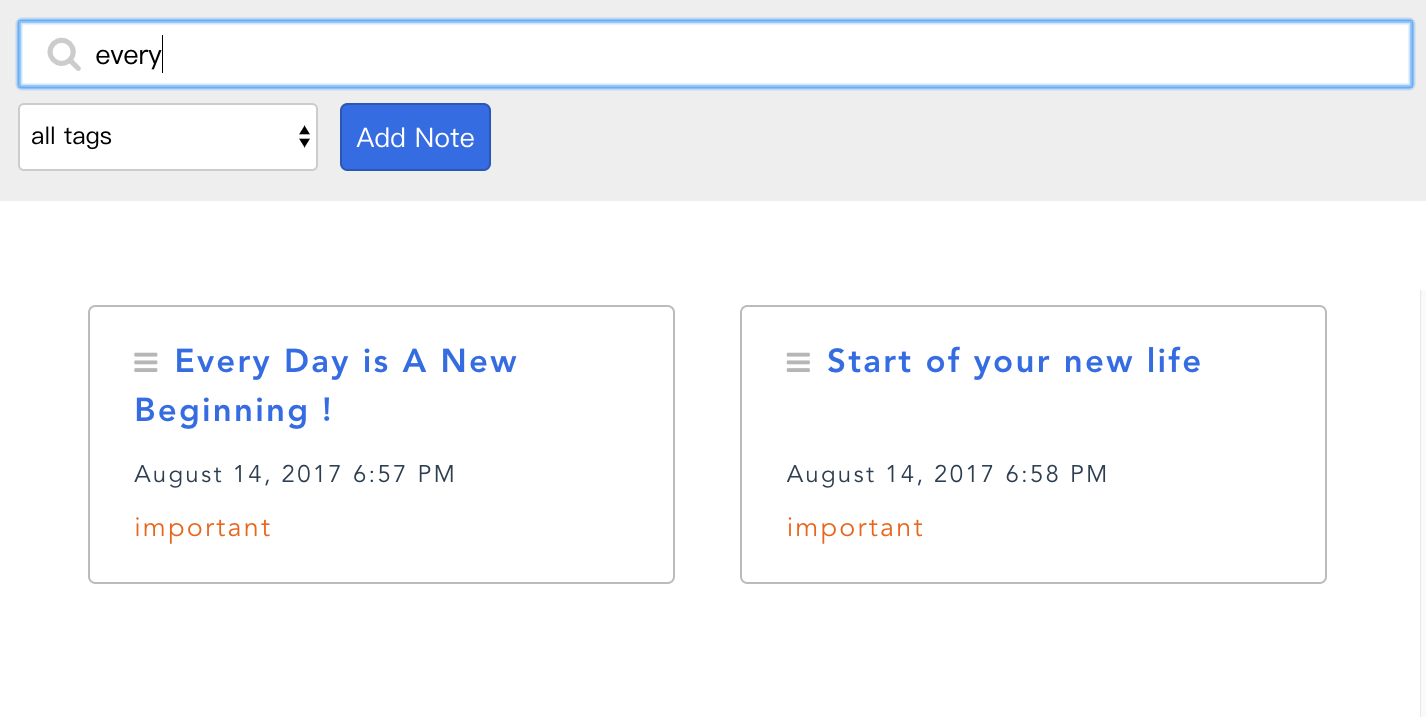 every
all tags
Add Note
Every Day is A New
Beginning !
August 14, 2017 6:57 PM
important
Start of your new life
August 14, 2017 6:58 PM
important